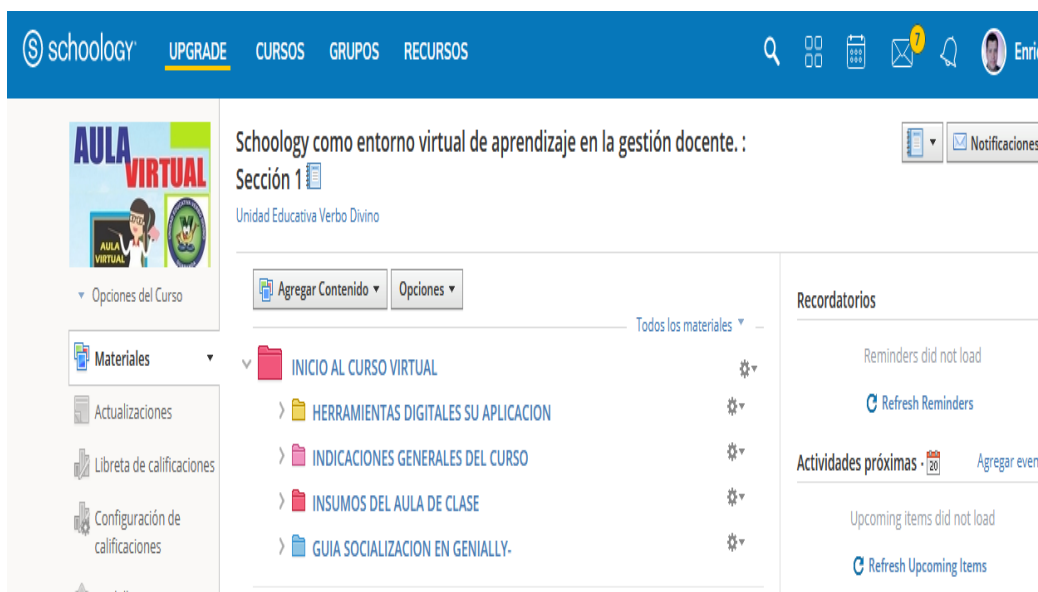 schoology UPGRADE CURSOS GRUPOS RECURSOS 7
AULA
VIRTUAL
AULA
VIRTUAL
Schoology como entorno virtual de aprendizaje en la gestión docente. :
Sección 1
Unidad Educativa Verbo Divino
Notificaciones
Opciones del Curso
Materiales
Actualizaciones
Libreta de calificaciones
Configuración de
calificaciones
Agregar Contenido Opciones
Todos los materiales
INICIO AL CURSO VIRTUAL
HERRAMIENTAS DIGITALES SU APLICACION
INDICACIONES GENERALES DEL CURSO
INSUMOS DEL AULA DE CLASE
GUIA SOCIALIZACION EN GENIALLY-
Recordatorios
Reminders did not load
Refresh Reminders
Actividades próximas · 20 Agregar
Upcoming items did not load
Refresh Upcoming Items